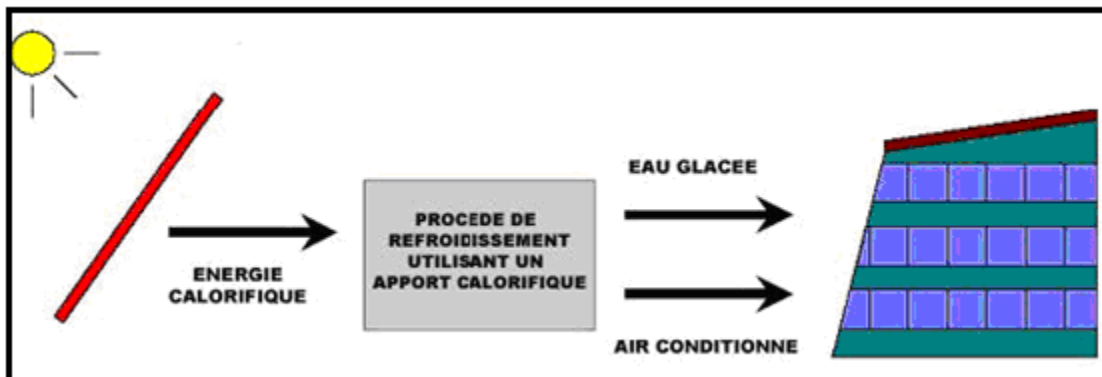 ENERGIE
CALORIFIQUE
PROCEDE DE
REFROIDISSEMENT
UTILISANT UN
APPORT CALORIFIQUE
EAU GLACEE
AIR CONDITIONNE